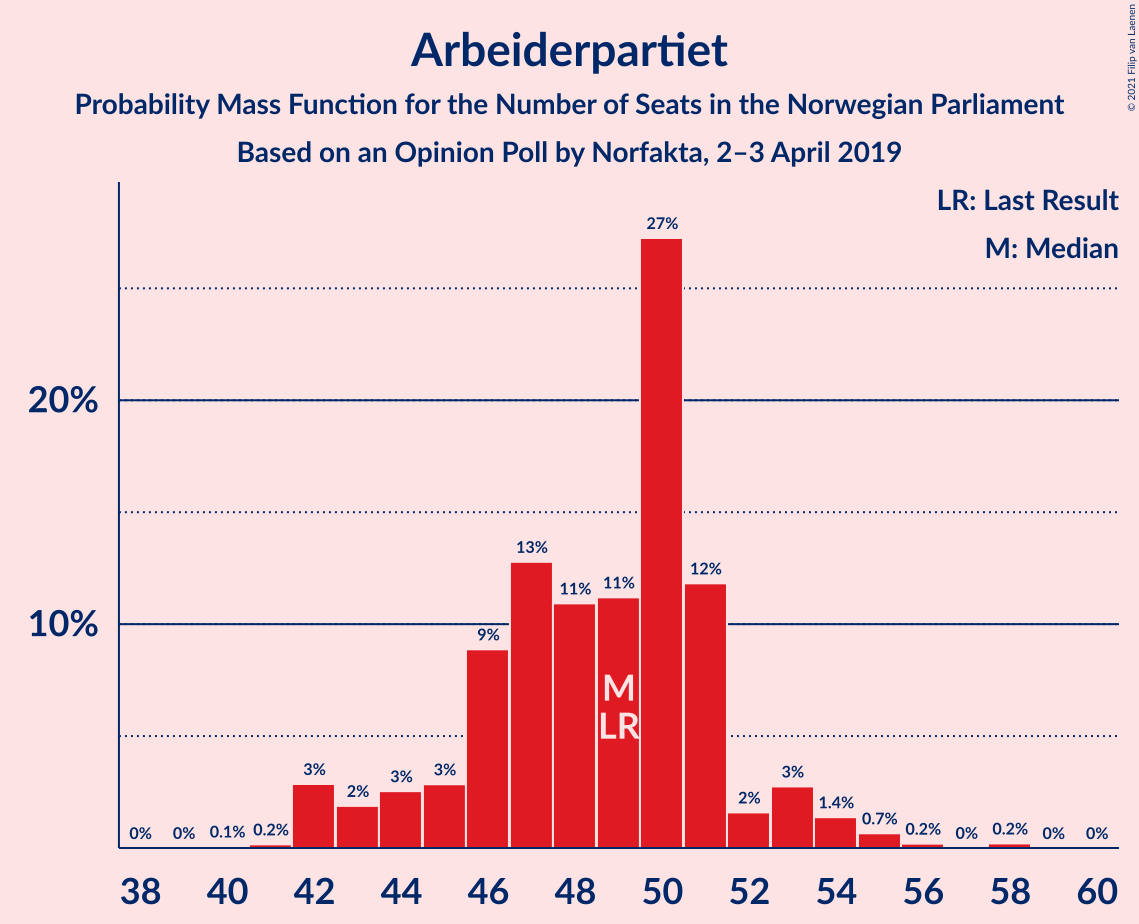 Arbeiderpartiet
Probability Mass Function for the Number of Seats in the Norwegian Parliament
Based on an Opinion Poll by Norfakta, 2–3 April 2019
© 2021 Filip van Laenen
LR: Last Result
M: Median
20%
10%
0% 0% 0.1% 0.2% 3% 2% 3% 3% 9% 13% 11% 11% 27% 12% 2% 3% 1.4% 0.7% 0.2% 0% 0.2% 0% 0%
M
LR
38 40 42 44 46 48 50 52 54 56 58 60